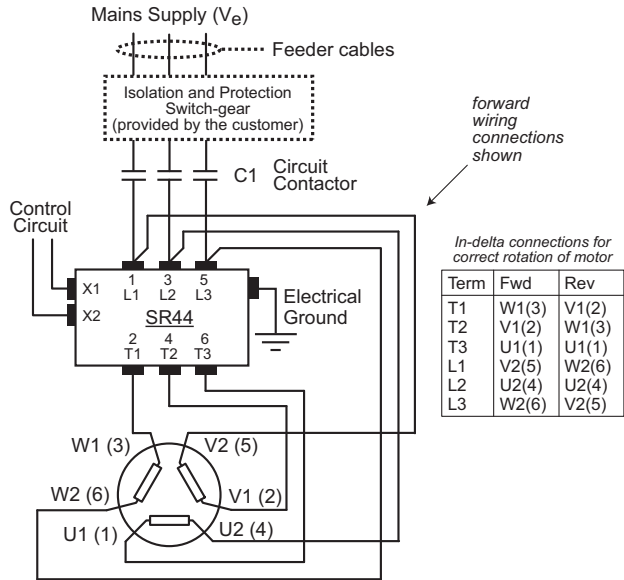 Mains Supply (Ve)
Feeder cables
Isolation and Protection
Switch-gear
(provided by the customer)
forward
wiring
connections
shown
C1
Circuit
Contactor
Control
Circuit
In-delta connections for
correct rotation of motor
X1
X2
1 3 5
L1 L2 L3
SR44
2 4 6
T1 T2 T3
Electrical
Ground
Term Fwd Rev
T1 W1(3) V1(2)
T2 V1(2) W1(3)
T3 U1(1) U1(1)
L1 V2(5) W2(6)
L2 U2(4) U2(4)
L3 W2(6) V2(5)
W1 (3) V2 (5)
W2 (6) V1 (2)
U1 (1) U2 (4)